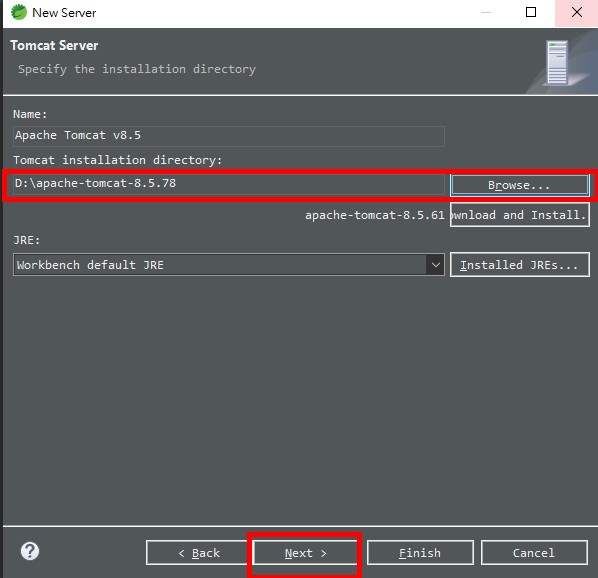 New Server
Tomcat Server
Specify the installation directory
Name:
Apache Tomcat v8.5
Tomcat installation directory:
D:\apache-tomcat-8.5.78 Browse...
apache-tomcat-8.5.61 wnload and Install.
JRE:
Workbench default JRE Installed JREs...
? < Back Next > Finish Cancel